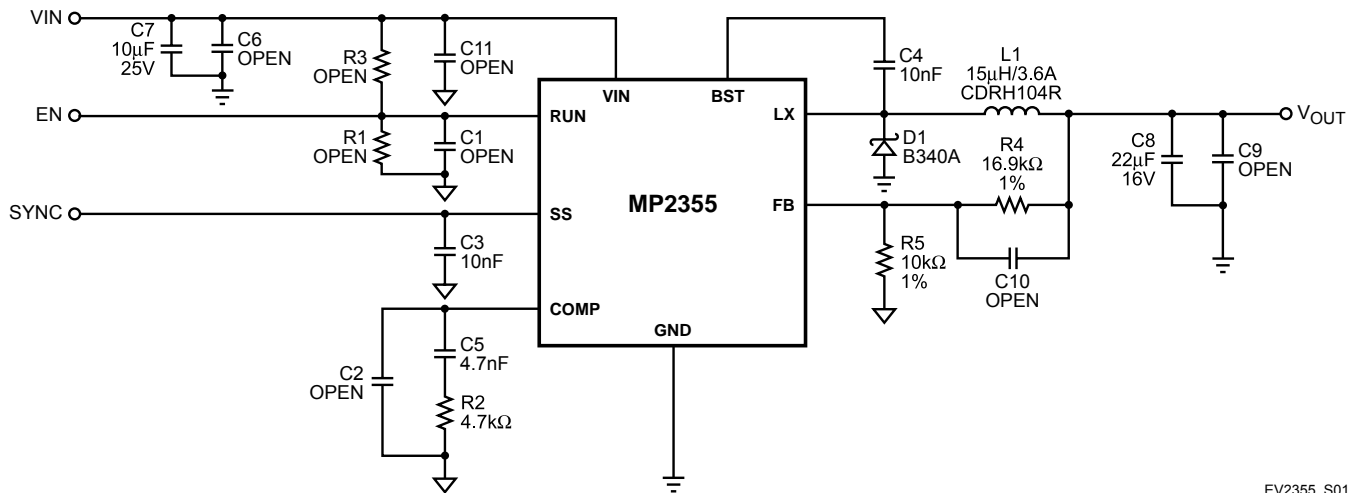 VIN
C7
10μF
25V
C6
OPEN
R3
OPEN
C11
OPEN
C4
10nF
L1
15μH/3.6A
CDRH104R
VIN
BST
EN
RUN
LX
VOUT
R1
OPEN
C1
OPEN
D1
B340A
R4
16.9kΩ
1%
C8
22μF
16V
C9
OPEN
MP2355
SYNC
SS
FB
C3
10nF
R5
10kΩ
1%
C10
OPEN
COMP
GND
C2
OPEN
C5
4.7nF
R2
4.7kΩ
EV2355_S01